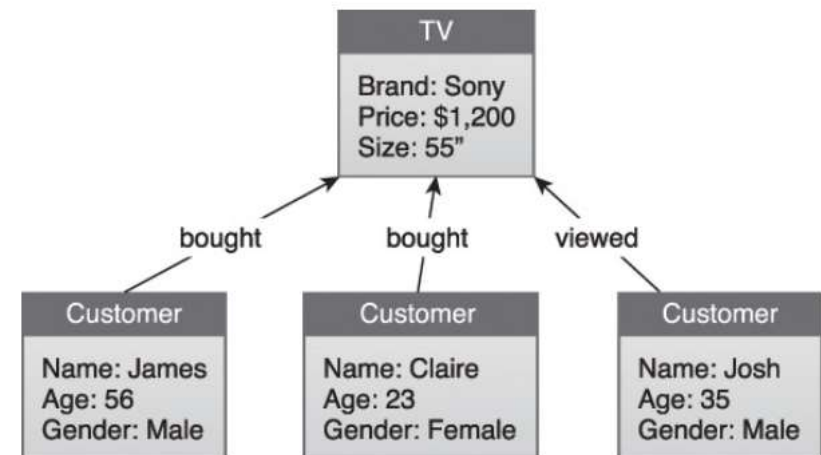 TV
Brand: Sony
Price: $1,200
Size: 55”
bought
bought
viewed
Customer
Name: James
Age: 56
Gender: Male
Customer
Name: Claire
Age: 23
Gender: Female
Customer
Name: Josh
Age: 35
Gender: Male